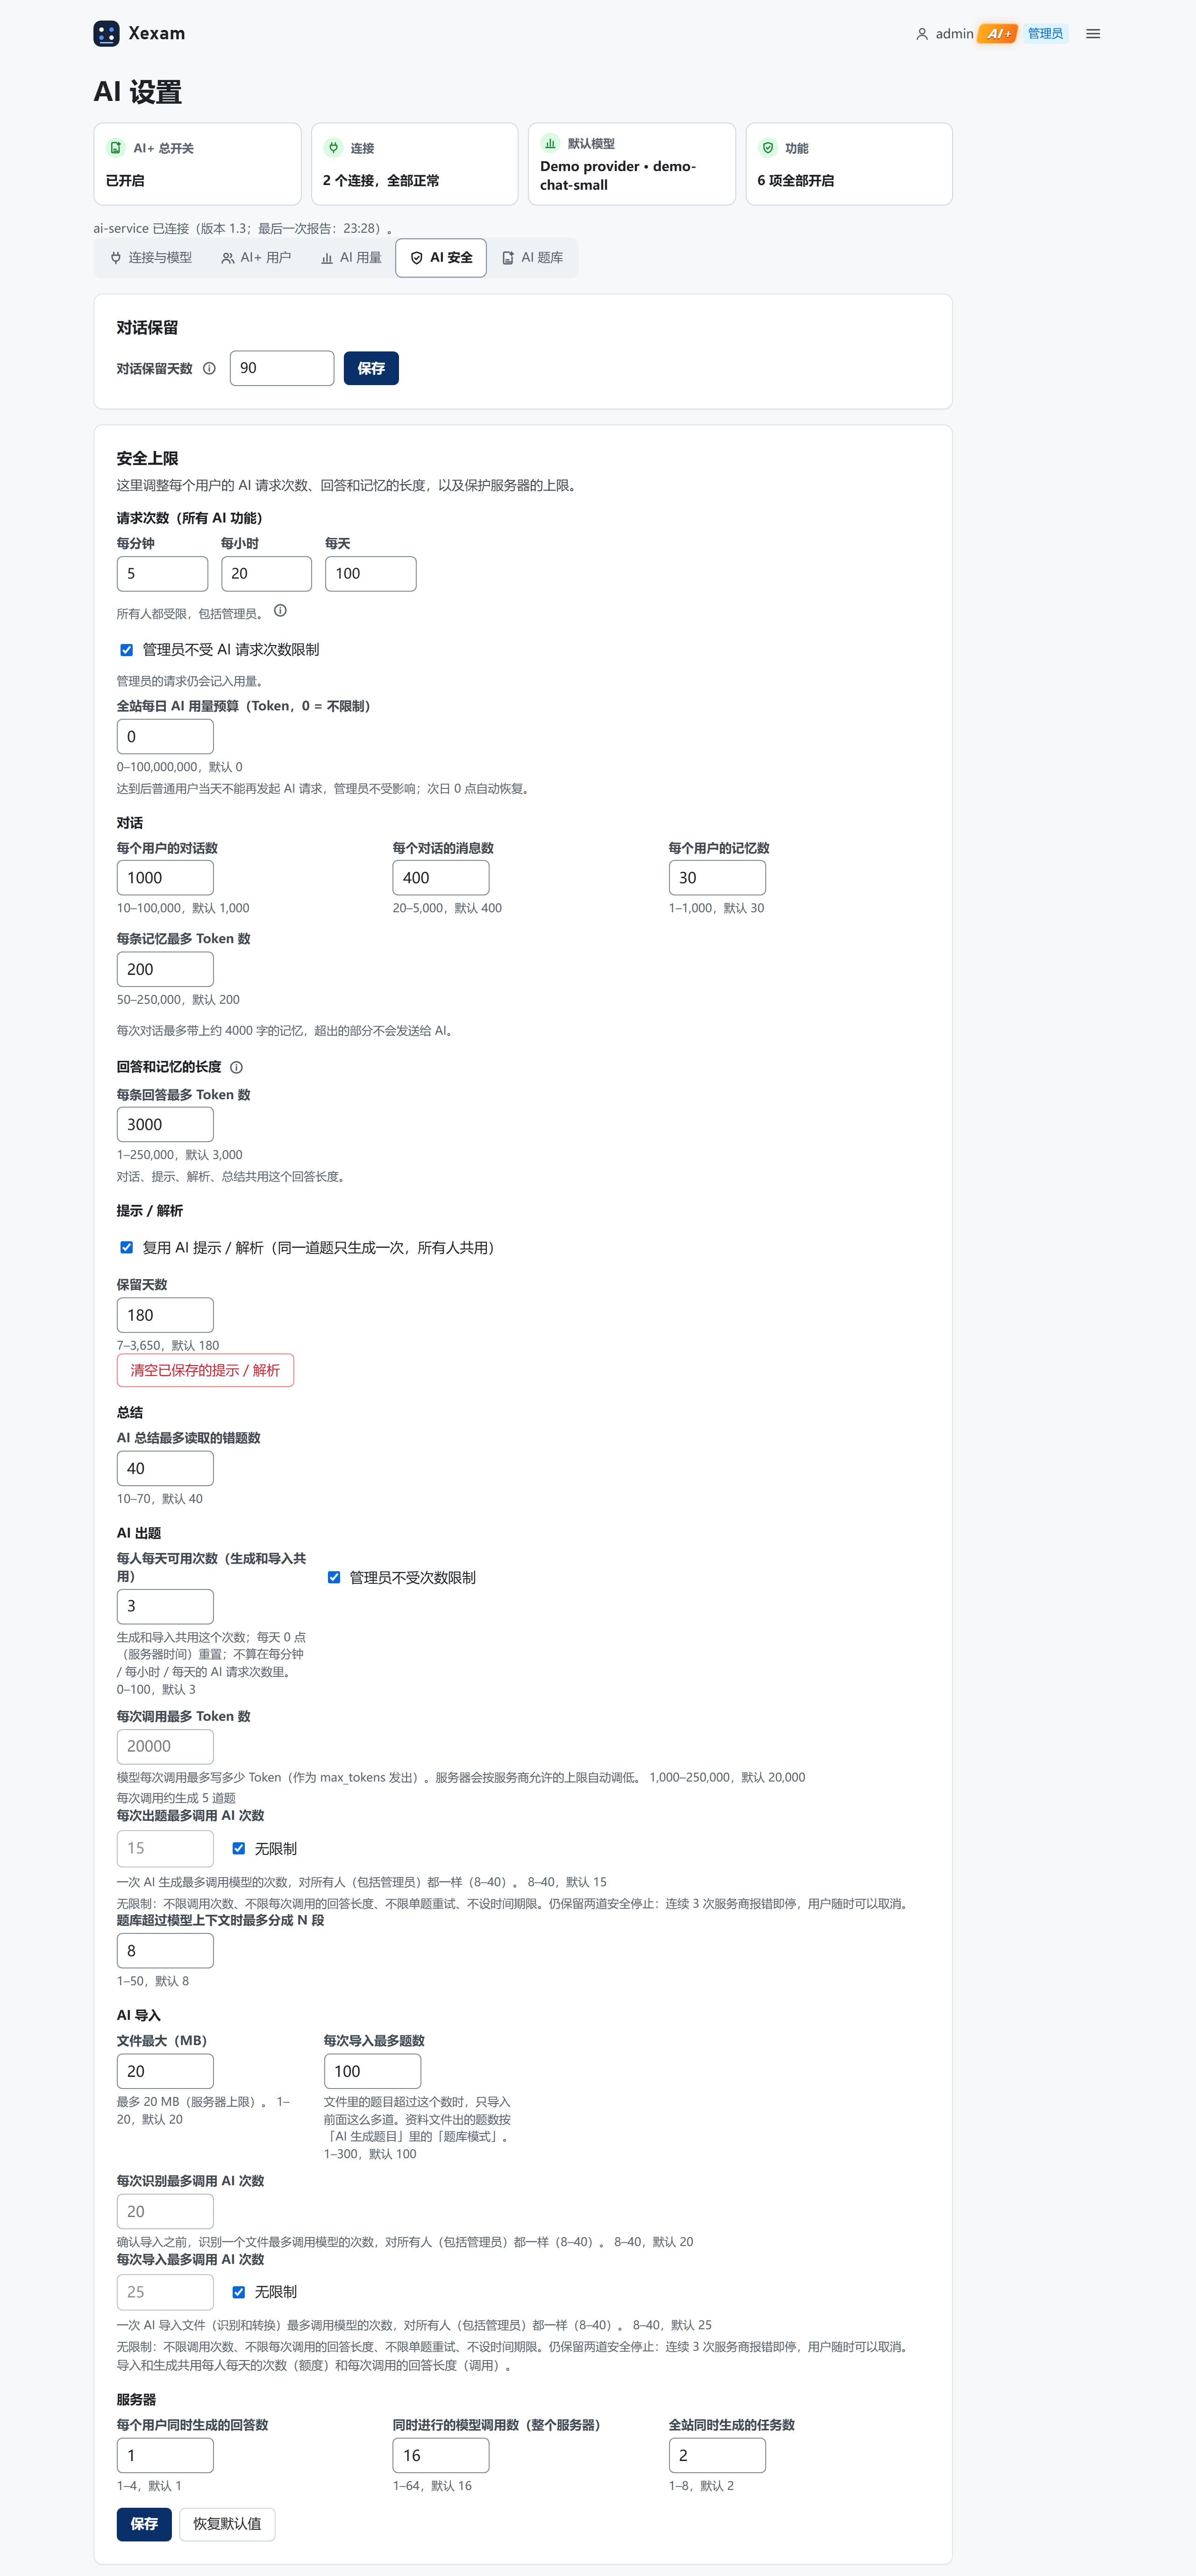 Xexam
admin AI+ 管理员
AI 设置
AI+ 总开关
已开启
连接
2 个连接，全部正常
默认模型
Demo provider • demo-
chat-small
功能
6 项全部开启
ai-service 已连接（版本 1.3；最后一次报告：23:28）。
连接与模型 AI+ 用户 AI 用量 AI 安全 AI 题库
对话保留
对话保留天数 90 保存
安全上限
这里调整每个用户的 AI 请求次数、回答和记忆的长度，以及保护服务器的上限。
请求次数（所有 AI 功能）
每分钟 每小时 每天
5 20 100
所有人都受限，包括管理员。
管理员不受 AI 请求次数限制
管理员的请求仍会记入用量。
全站每日 AI 用量预算（Token，0 = 不限制）
0
0–100,000,000，默认 0
达到后普通用户当天不能再发起 AI 请求，管理员不受影响；次日 0 点自动恢复。
对话
每个用户的对话数 每个对话的消息数 每个用户的记忆数
1000 400 30
10–100,000，默认 1,000 20–5,000，默认 400 1–1,000，默认 30
每条记忆最多 Token 数
200
50–250,000，默认 200
每次对话最多带上约 4000 字的记忆，超出的部分不会发送给 AI。
回答和记忆的长度
每条回答最多 Token 数
3000
1–250,000，默认 3,000
对话、提示、解析、总结共用这个回答长度。
提示 / 解析
复用 AI 提示 / 解析（同一道题只生成一次，所有人共用）
保留天数
180
7–3,650，默认 180
清空已保存的提示 / 解析
总结
AI 总结最多读取的错题数
40
10–70，默认 40
AI 出题
每人每天可用次数（生成和导入共
用）
3
管理员不受次数限制
生成和导入共用这个次数；每天 0 点
（服务器时间）重置；不算在每分钟
/ 每小时 / 每天的 AI 请求次数里。
0–100，默认 3
每次调用最多 Token 数
20000
模型每次调用最多写多少 Token（作为 max_tokens 发出）。服务器会按服务商允许的上限自动调低。 1,000–250,000，默认 20,000
每次调用约生成 5 道题
每次出题最多调用 AI 次数
15 无限制
一次 AI 生成最多调用模型的次数，对所有人（包括管理员）都一样（8–40）。 8–40，默认 15
无限制：不限调用次数、不限每次调用的回答长度、不限单题重试、不设时间期限。仍保留两道安全停止：连续 3 次服务商报错即停，用户随时可以取消。
题库超过模型上下文时最多分成 N 段
8
1–50，默认 8
AI 导入
文件最大（MB） 每次导入最多题数
20 100
最多 20 MB（服务器上限）。 1–
20，默认 20
文件里的题目超过这个数时，只导入
前面这么多道。资料文件出的题数按
「AI 生成题目」里的「题库模式」。
1–300，默认 100
每次识别最多调用 AI 次数
20
确认导入之前，识别一个文件最多调用模型的次数，对所有人（包括管理员）都一样（8–40）。 8–40，默认 20
每次导入最多调用 AI 次数
25 无限制
一次 AI 导入文件（识别和转换）最多调用模型的次数，对所有人（包括管理员）都一样（8–40）。 8–40，默认 25
无限制：不限调用次数、不限每次调用的回答长度、不限单题重试、不设时间期限。仍保留两道安全停止：连续 3 次服务商报错即停，用户随时可以取消。
导入和生成共用每人每天的次数（额度）和每次调用的回答长度（调用）。
服务器
每个用户同时生成的回答数 同时进行的模型调用数（整个服务器） 全站同时生成的任务数
1 16 2
1–4，默认 1 1–64，默认 16 1–8，默认 2
保存 恢复默认值